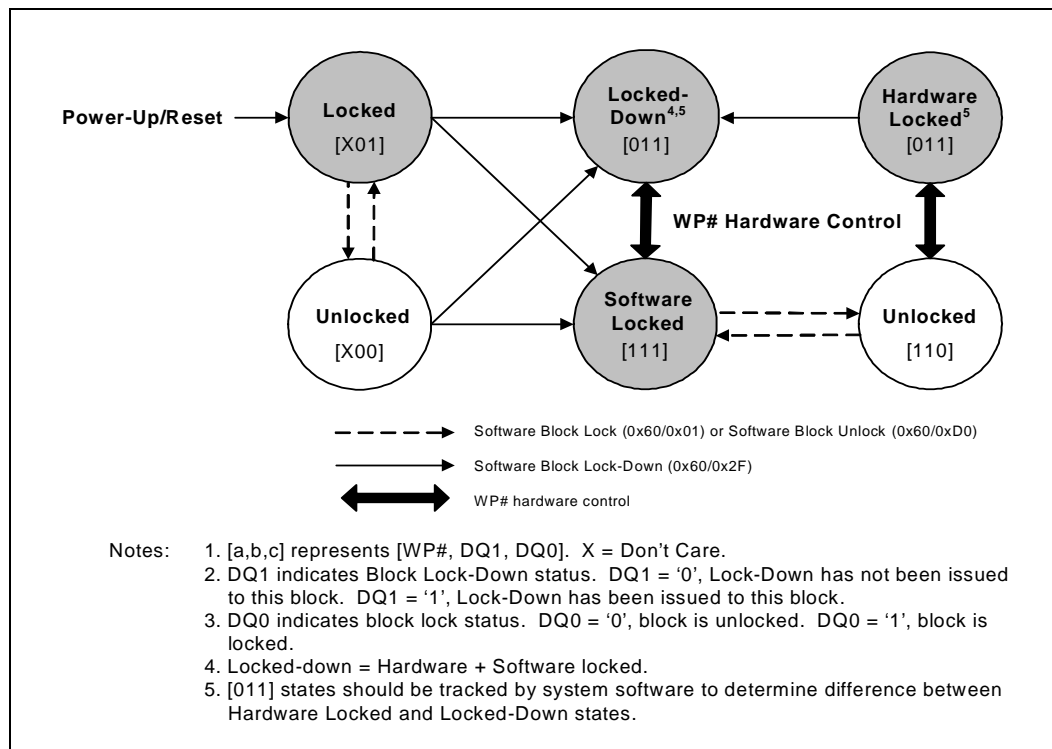 Power-Up/Reset
Locked
[X01]
Locked-
Down4,5
[011]
Hardware
Locked5
[011]
WP# Hardware Control
Unlocked
[X00]
Software
Locked
[111]
Unlocked
[110]
Software Block Lock (0x60/0x01) or Software Block Unlock (0x60/0xD0)
Software Block Lock-Down (0x60/0x2F)
WP# hardware control
Notes: 1. [a,b,c] represents [WP#, DQ1, DQ0]. X = Don't Care.
2. DQ1 indicates Block Lock-Down status. DQ1 = ‘0’, Lock-Down has not been issued
to this block. DQ1 = ‘1’, Lock-Down has been issued to this block.
3. DQ0 indicates block lock status. DQ0 = ‘0’, block is unlocked. DQ0 = ‘1’, block is
locked.
4. Locked-down = Hardware + Software locked.
5. [011] states should be tracked by system software to determine difference between
Hardware Locked and Locked-Down states.